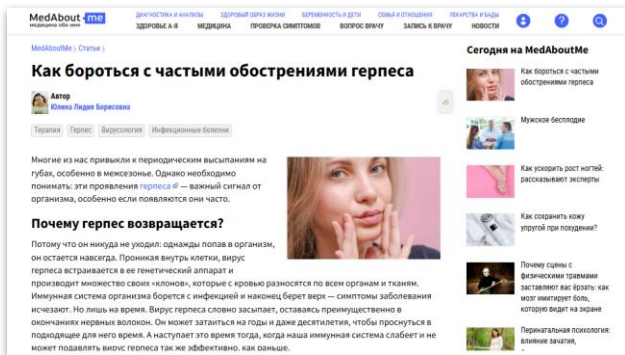 MedAbout me
медицина обо мне
ДИАГНОСТИКА И АНАЛИЗЫ ЗДОРОВЫЙ ОБРАЗ ЖИЗНИ БЕРЕМЕННОСТЬ И ДЕТИ СЕМЬЯ И ОТНОШЕНИЯ ЛЕКАРСТВА И БАДЫ
ЗДОРОВЬЕ А-Я МЕДИЦИНА ПРОВЕРКА СИМПТОМОВ ВОПРОС ВРАЧУ ЗАПИСЬ К ВРАЧУ НОВОСТИ
MedAboutMe > Статьи >
Как бороться с частыми обострениями герпеса
Автор
Юлина Лидия Борисовна
Терапия Герпес Вирусология Инфекционные болезни
Многие из нас привыкли к периодическим высыпаниям на
губах, особенно в межсезонье. Однако необходимо
понимать: эти проявления герпеса — важный сигнал от
организма, особенно если появляются они часто.
Почему герпес возвращается?
Потому что он никуда не уходил: однажды попав в организм,
он остается навсегда. Проникая внутрь клетки, вирус
герпеса встраивается в ее генетический аппарат и
производит множество своих «клонов», которые с кровью разносятся по всем органам и тканям.
Иммунная система организма борется с инфекцией и наконец берет верх — симптомы заболевания
исчезают. Но лишь на время. Вирус герпеса словно засыпает, оставаясь преимущественно в
окончаниях нервных волокон. Он может затаиться на годы и даже десятилетия, чтобы проснуться в
подходящее для него время. А наступает это время тогда, когда наша иммунная система слабеет и не
может подавлять вирус герпеса так же эффективно, как раньше.
Сегодня на MedAboutMe
Как бороться с частыми
обострениями герпеса
Мужское бесплодие
Как ускорить рост ногтей:
рассказывают эксперты
Как сохранить кожу
упругой при похудении?
Почему сцены с
физическими травмами
заставляют вас ёрзать: как
мозг имитирует боль,
которую видит на экране
Перинатальная психология:
влияние зачатия,